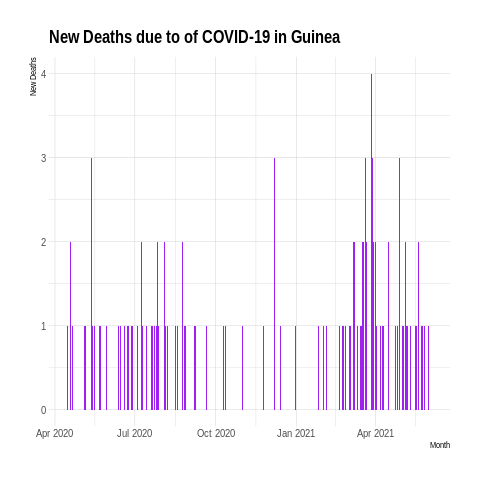 New Deaths due to of COVID-19 in Guinea
New Deaths
4
3
2
1
0
Apr 2020 Jul 2020 Oct 2020 Jan 2021 Apr 2021
Month